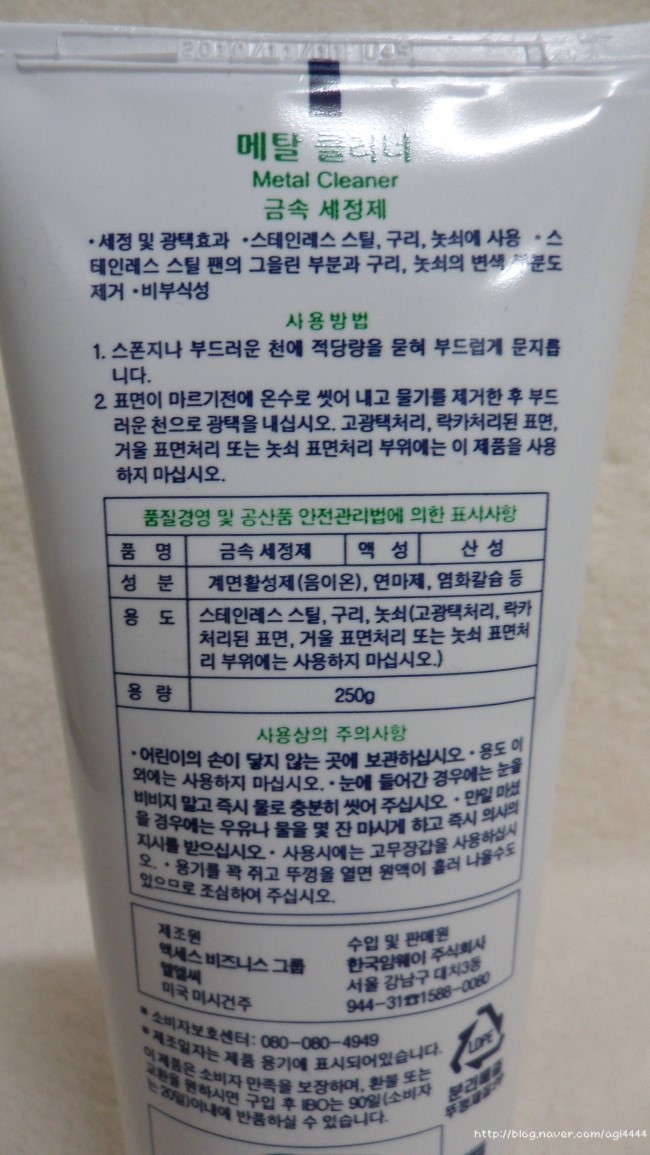 메탈 클리너
Metal Cleaner
금속 세정제
•세정 및 광택효과 •스테인레스 스틸, 구리, 놋쇠에 사용 •스
테인레스 스틸 팬의 그을린 부분과 구리, 놋쇠의 변색 부분도
제거 •비부식성
사용방법
1. 스폰지나 부드러운 천에 적당량을 묻혀 부드럽게 문지릅
니다.
2. 표면이 마르기전에 온수로 씻어 내고 물기를 제거한 후 부드
러운 천으로 광택을 내십시오. 고광택처리, 락카처리된 표면,
거울 표면처리 또는 놋쇠 표면처리 부위에는 이 제품을 사용
하지 마십시오.
품질경영 및 공산품 안전관리법에 의한 표시사항
품 명 금속 세정제 액 성 산 성
성 분 계면활성제(음이온), 연마제, 염화칼슘 등
용 도 스테인레스 스틸, 구리, 놋쇠(고광택처리, 락카
처리된 표면, 거울 표면처리 또는 놋쇠 표면처
리 부위에는 사용하지 마십시오.)
용 량 250g
사용상의 주의사항
•어린이의 손이 닿지 않는 곳에 보관하십시오 •용도 이
외에는 사용하지 마십시오. •눈에 들어간 경우에는 눈을
비비지 말고 즉시 물로 충분히 씻어 주십시오 •만일 마셨
을 경우에는 우유나 물을 몇 잔 마시게 하고 즉시 의사의
지시를 받으십시오• 사용시에는 고무장갑을 사용하십시
오. •용기를 꽉 쥐고 뚜껑을 열면 원액이 흘러 나올수도
있으므로 조심하여 주십시오.
제조원 수입 및 판매원
액세스 비즈니스 그룹 한국암웨이 주식회사
엘엘씨 서울 강남구 대치3동
미국 미시건주 944-31☎1588-0080
* 소비자보호센터: 080-080-4949
* 제조일자는 제품 용기에 표시되어있습니다.
이 제품은 소비자 만족을 보장하며, 환불 또는
교환을 원하시면 구입 후 IBO는 90일(소비자
는 20일)이내에 반품하실 수 있습니다.
LDPE
분리배출
http://blog.naver.com/agi4444